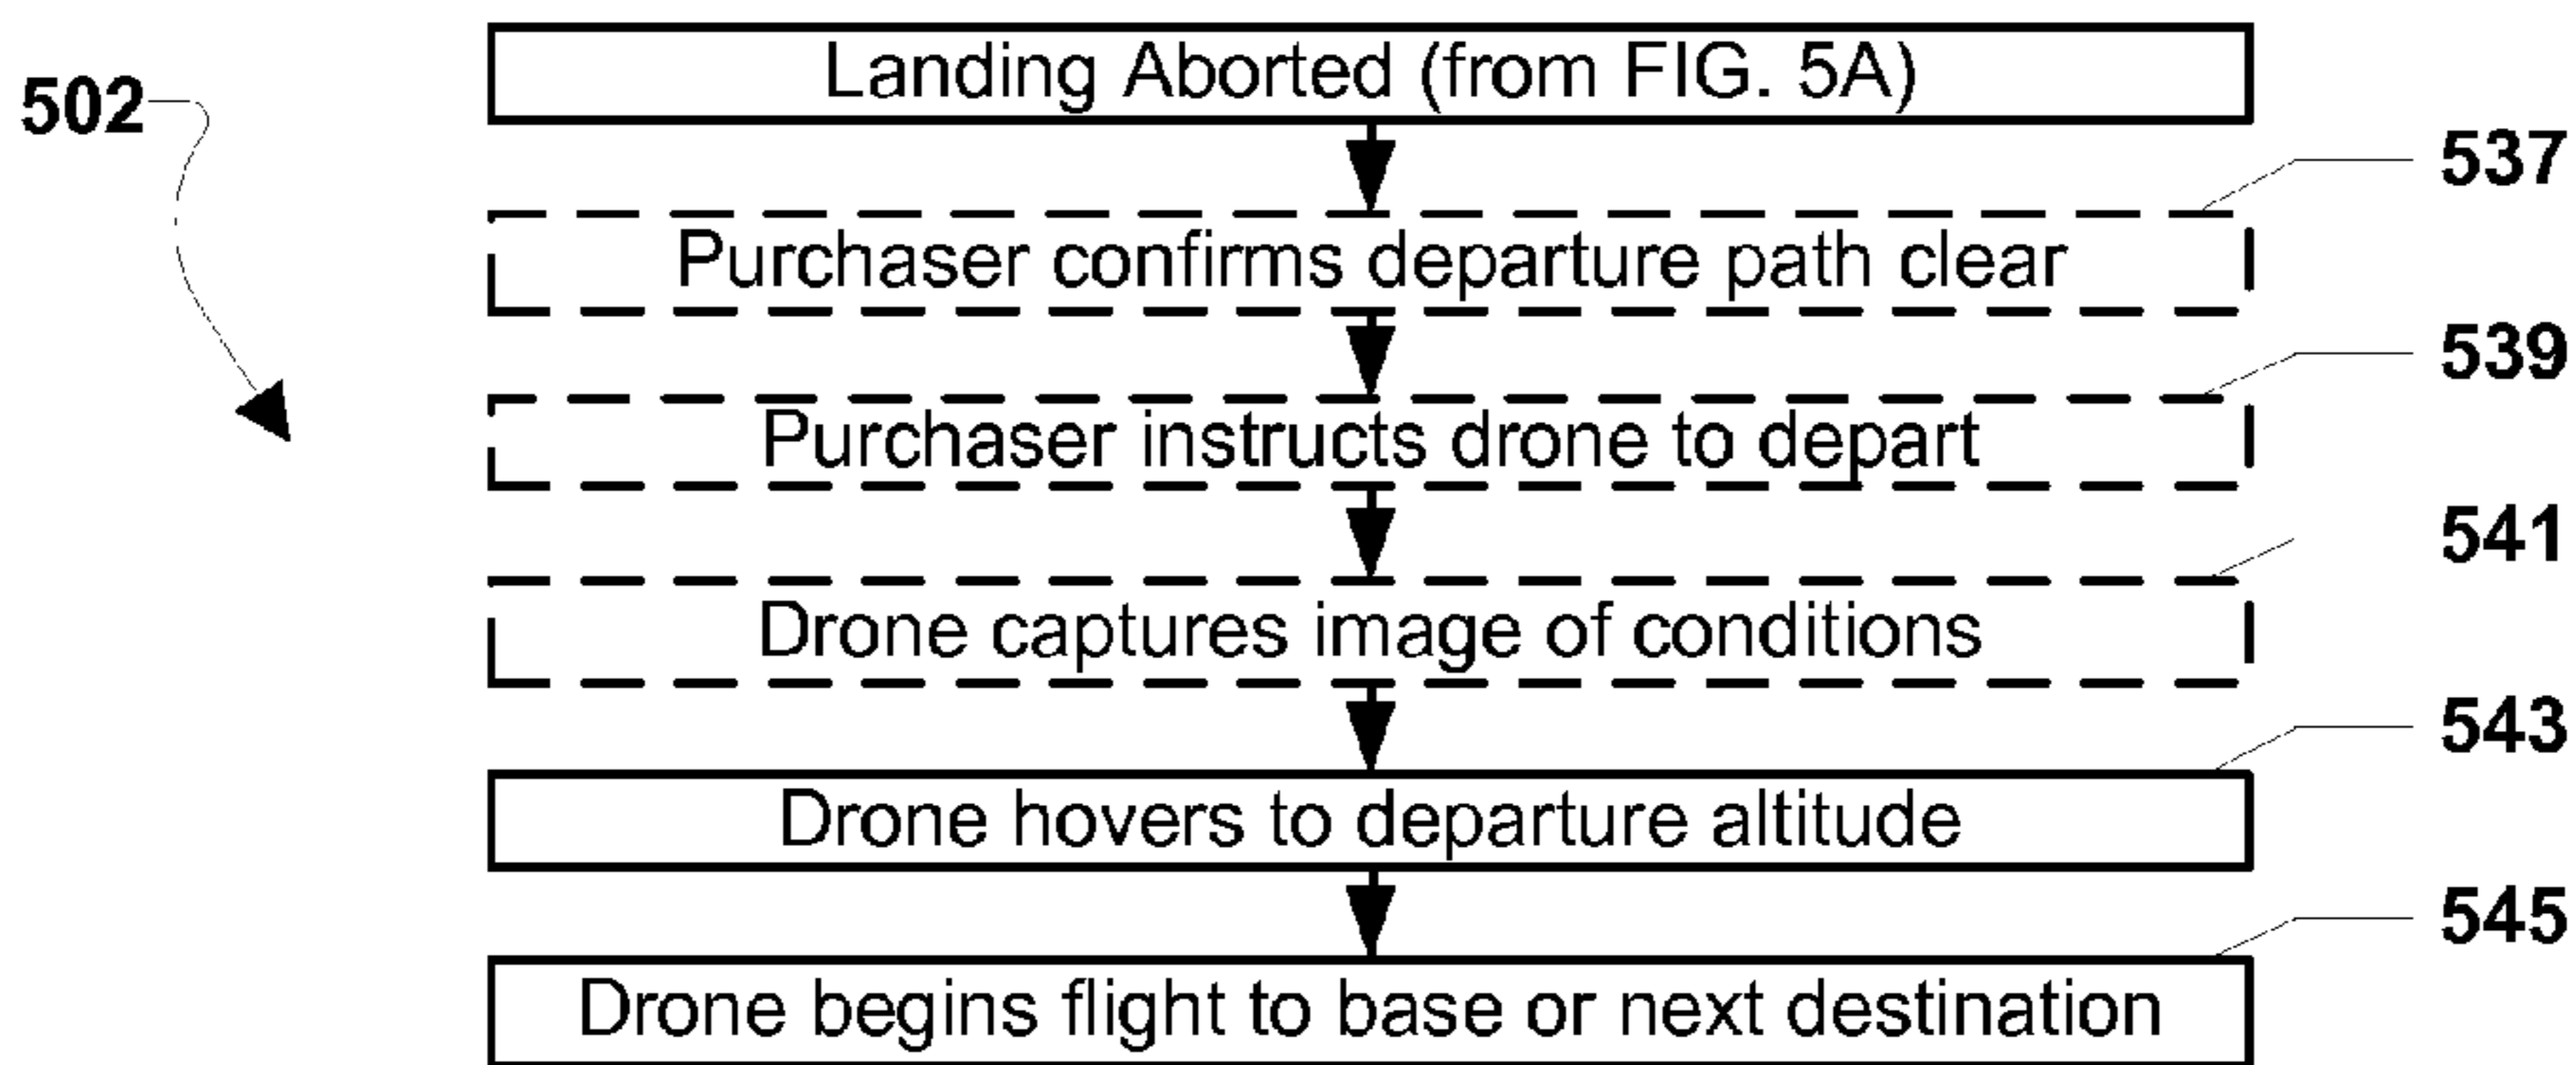 Landing Aborted (from FIG. 5A)
502
537
Purchaser confirms departure path clear
539
Purchaser instructs drone to depart
541
Drone captures image of conditions
543
Drone hovers to departure altitude
545
Drone begins flight to base or next destination